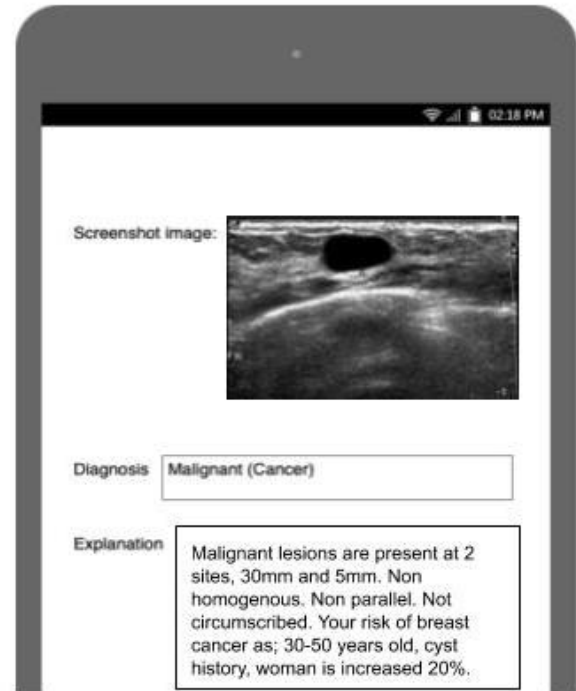 02:18 PM
Screenshot image:
Diagnosis
Malignant (Cancer)
Explanation
Malignant lesions are present at 2
sites, 30mm and 5mm. Non
homogenous. Non parallel. Not
circumscribed. Your risk of breast
cancer as; 30-50 years old, cyst
history, woman is increased 20%.